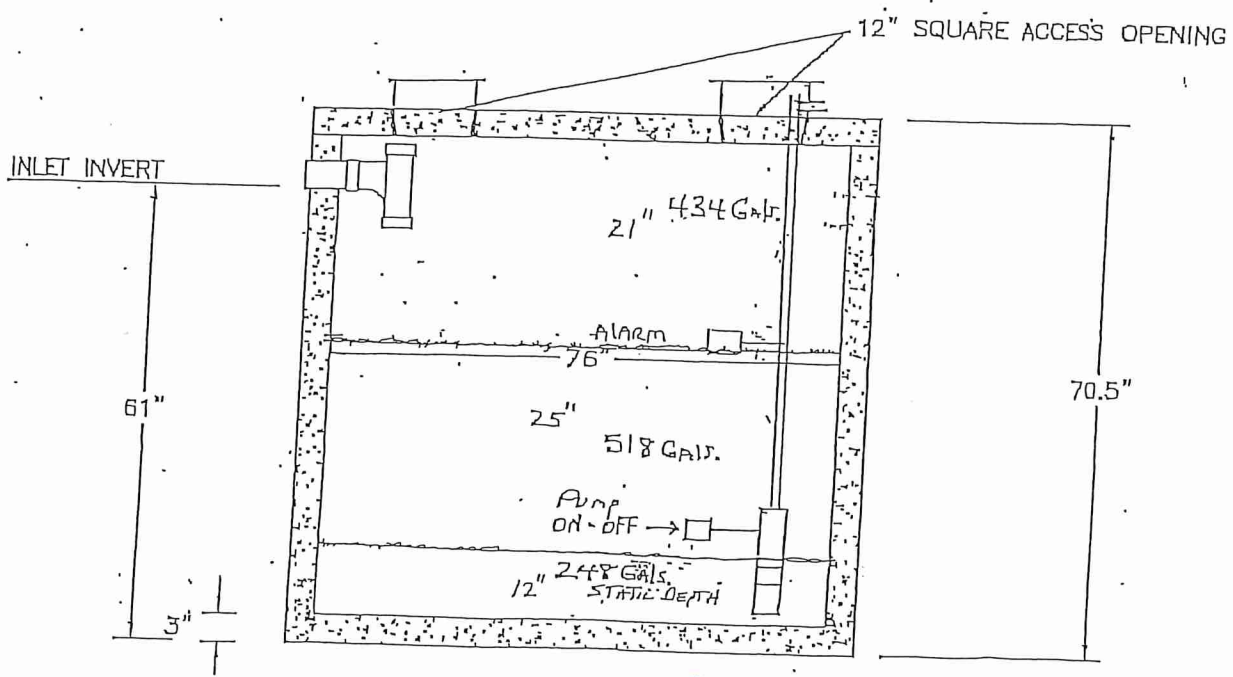 12" SQUARE ACCESS OPENING
INLET INVERT
21" 434 GALS.
ALARM
76"
61"
70.5"
25"
518 GALS.
PUMP
ON-OFF
12" 248 GALS.
STATIC DEPTH
3"